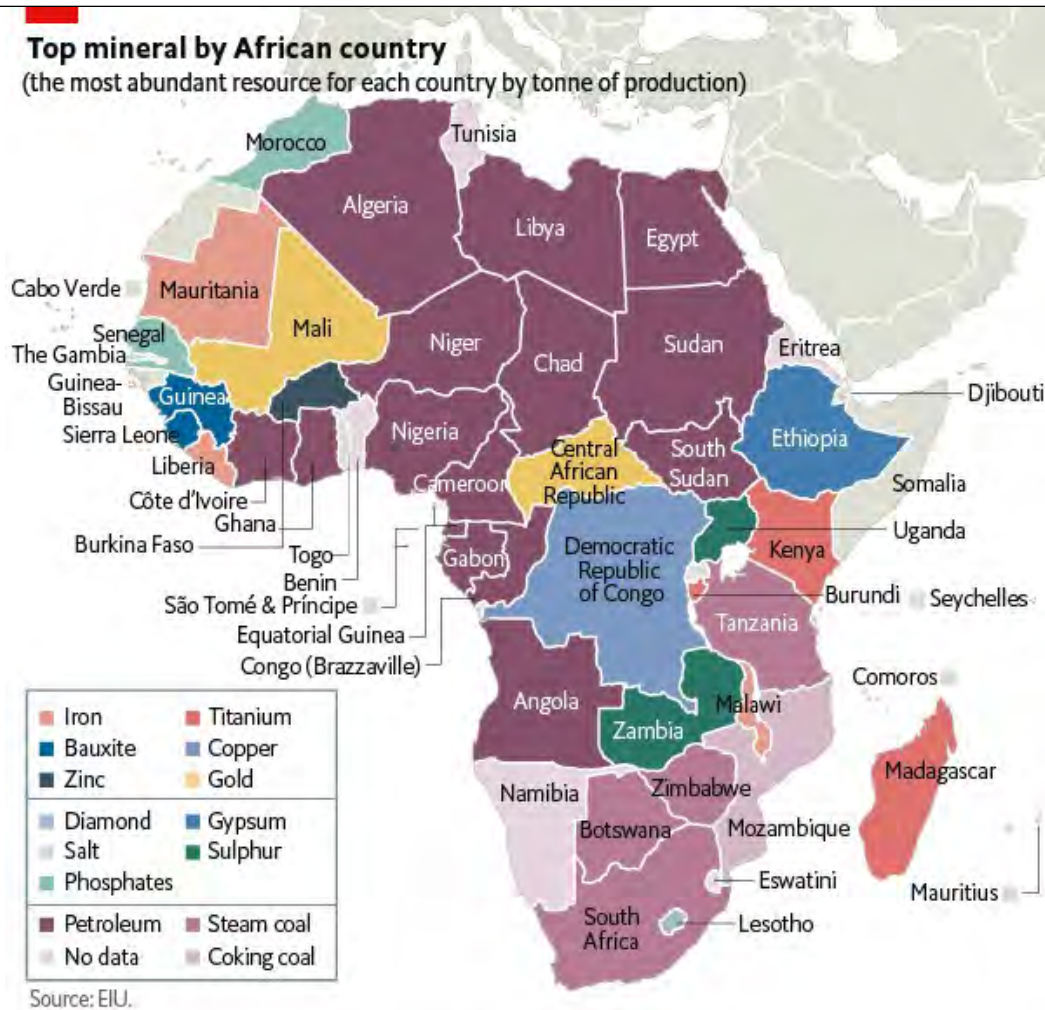 Top mineral by African country
(the most abundant resource for each country by tonne of production)
Morocco
Tunisia
Algeria
Libya
Egypt
Cabo Verde
Mauritania
Mali
Niger
Chad
Sudan
Eritrea
Senegal
The Gambia
Guinea-
Bissau
Guinea
Sierra Leone
Liberia
Côte d'Ivoire
Ghana
Burkina Faso
Togo
Benin
Nigeria
Cameroon
Central
African
Republic
South
Sudan
Ethiopia
Djibouti
Somalia
Uganda
Kenya
São Tomé & Príncipe
Gabon
Equatorial Guinea
Congo (Brazzaville)
Democratic
Republic
of Congo
Burundi
Seychelles
Tanzania
Comoros
Angola
Zambia
Malawi
Madagascar
Namibia
Zimbabwe
Botswana
Mozambique
Mauritius
Eswatini
South
Africa
Lesotho
Iron
Titanium
Bauxite
Copper
Zinc
Gold
Diamond
Gypsum
Salt
Sulphur
Phosphates
Petroleum
Steam coal
No data
Coking coal
Source: EIU.